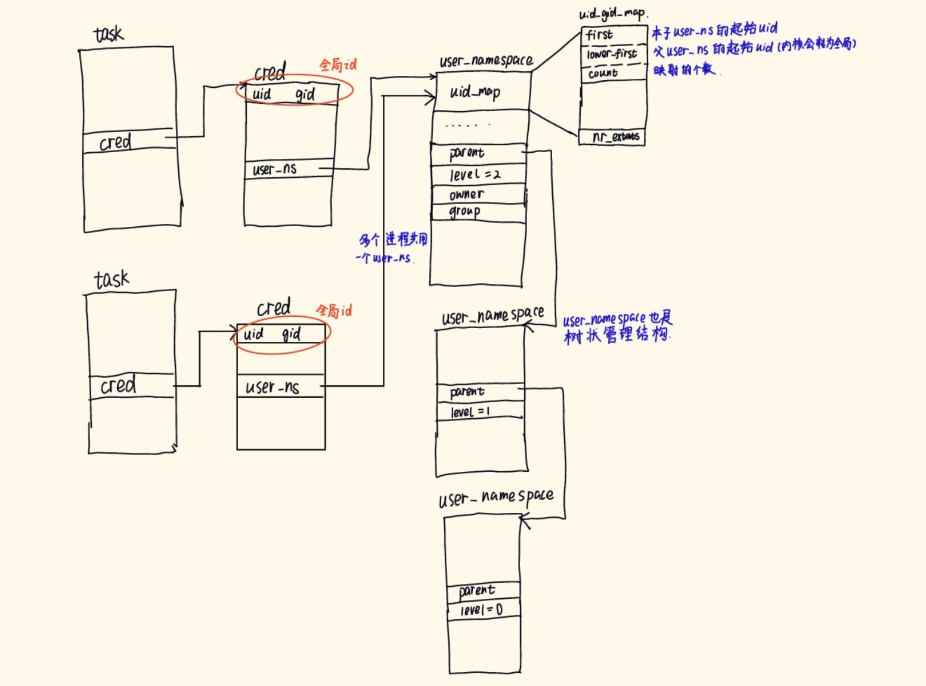 task
cred
cred
全局id
uid gid
user_ns
user_namespace
uid_map
......
parent
level=2
owner
group
uid_gid_map.
first
本子user_ns的起始uid
lower_first
父user_ns的起始uid(内核会转为全局)
count
映射的个数.
nr_extents
多个进程共用
一个user_ns.
task
cred
cred
全局id
uid gid
user_ns
user_namespace
parent
level=1
user_namespace也是
树状管理结构.
user_namespace
parent
level=0